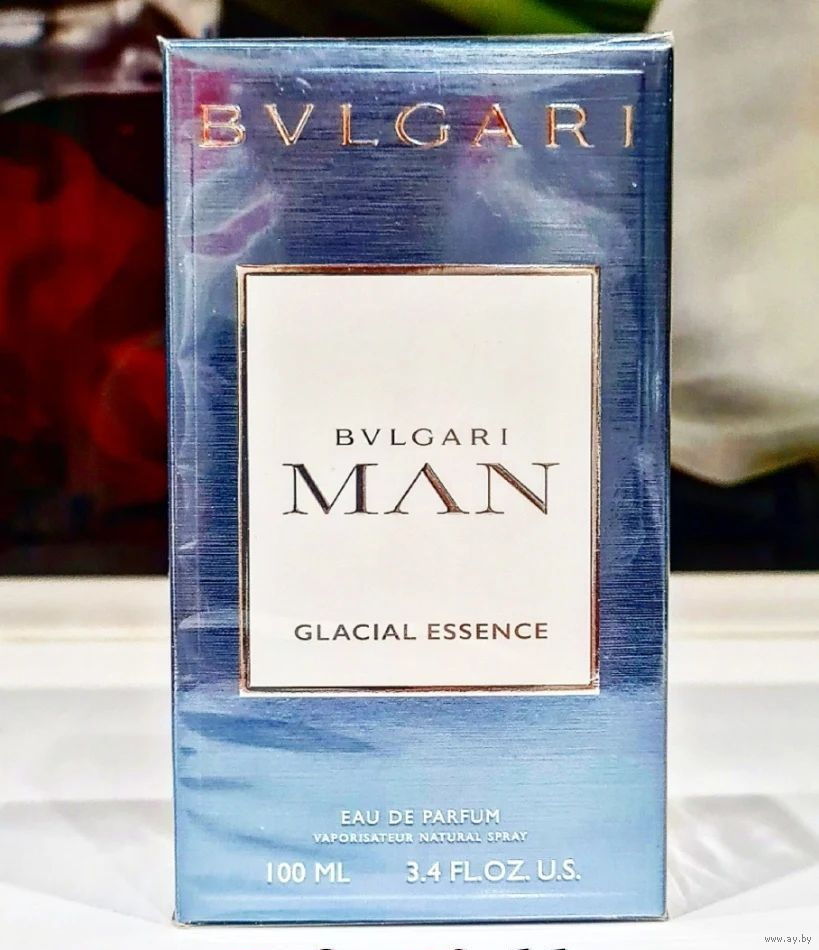 BVLGARI
BVLGARI
MAN
GLACIAL ESSENCE
EAU DE PARFUM
VAPORISATEUR NATURAL SPRAY
100 ML 3.4 FL.OZ. U.S.
www.ay.by